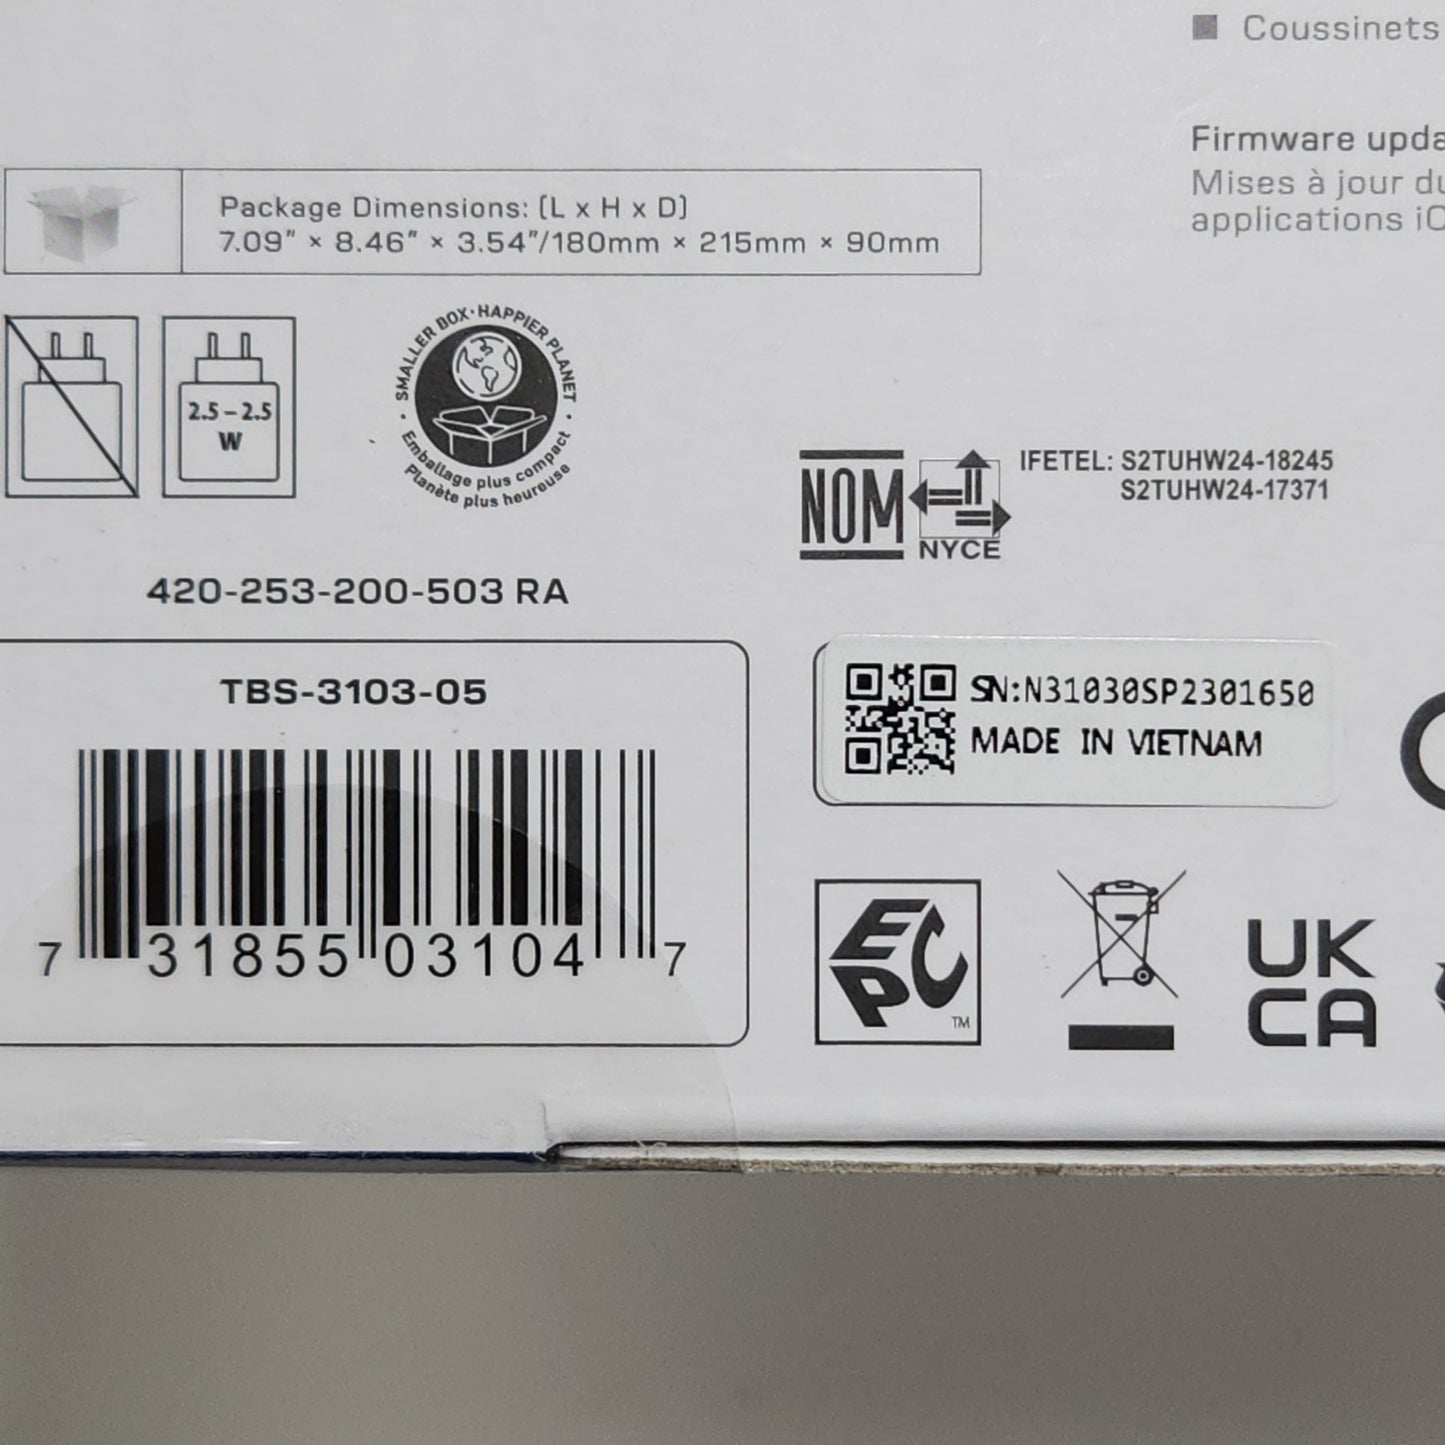 Coussinets
Firmware upda
Mises à jour du
applications iO
Package Dimensions: (L x H x D)
7.09" × 8.46" × 3.54"/180mm × 215mm × 90mm
2.5 – 2.5
W
SMALLER BOX · HAPPIER PLANET
· Emballage plus compact ·
Planète plus heureuse
NOM
NYCE
IFETEL: S2TUHW24-18245
S2TUHW24-17371
420-253-200-503 RA
TBS-3103-05
7 31855 03104 7
SN:N31030SP2301650
MADE IN VIETNAM
EPC
TM
UK
CA